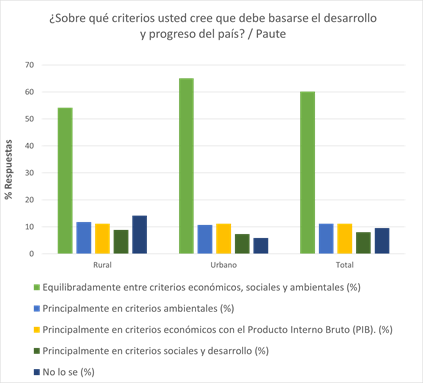 ¿Sobre qué criterios usted cree que debe basarse el desarrollo
y progreso del país? / Paute
70
60
50
40
30
20
10
0
% Respuestas
Rural
Urbano
Total
Equilibradamente entre criterios económicos, sociales y ambientales (%)
Principalmente en criterios ambientales (%)
Principalmente en criterios económicos con el Producto Interno Bruto (PIB). (%)
Principalmente en criterios sociales y desarrollo (%)
No lo se (%)